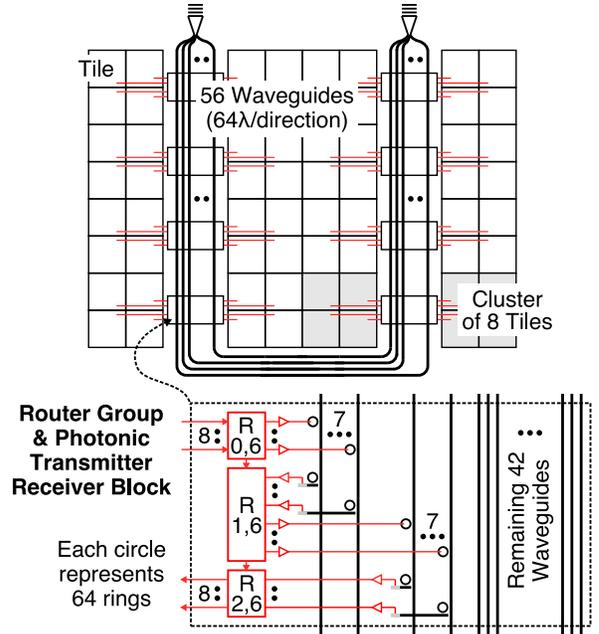 Tile
56 Waveguides
(64λ/direction)
Cluster
of 8 Tiles
Router Group
& Photonic
Transmitter
Receiver Block
8
R
0,6
7
R
1,6
7
Remaining 42
Waveguides
Each circle
represents
64 rings
8
R
2,6